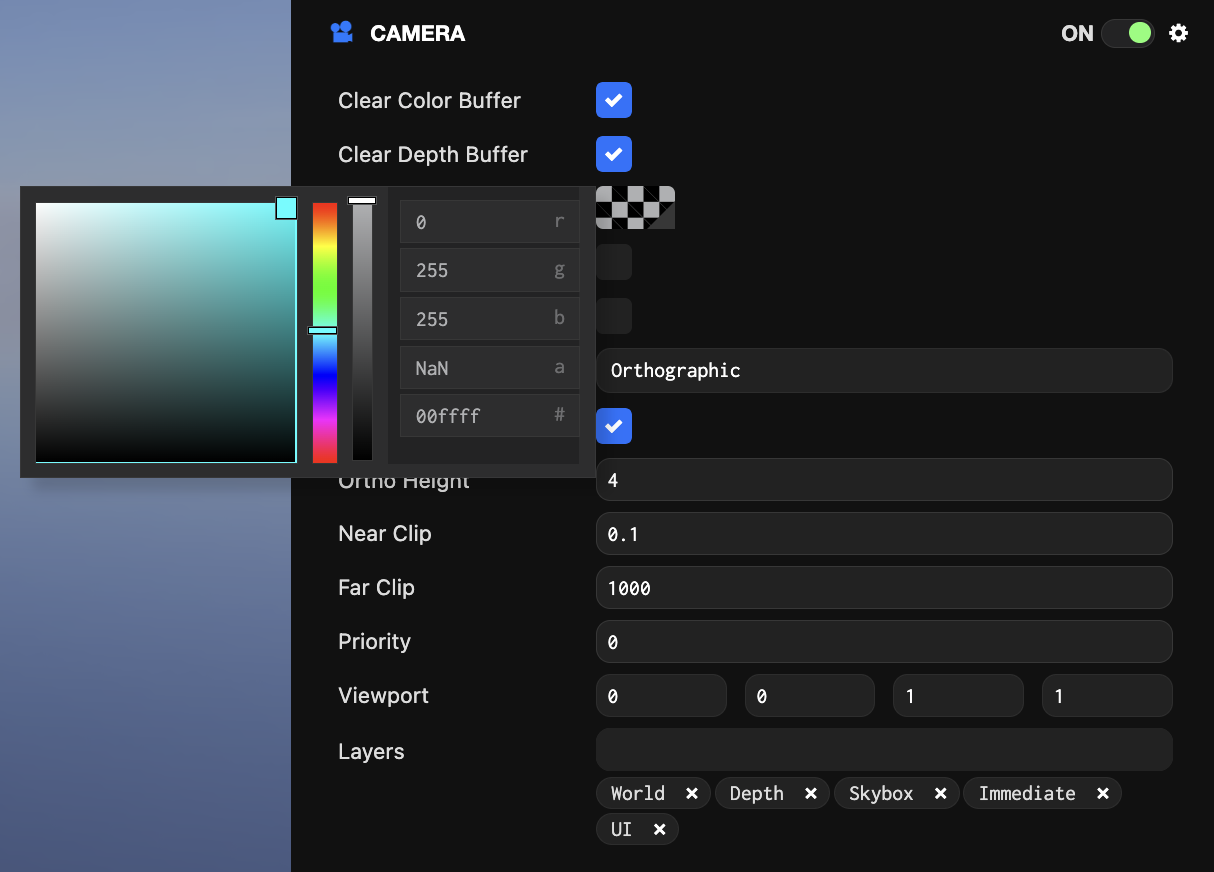 CAMERA
ON
Clear Color Buffer
Clear Depth Buffer
0 r
255 g
255 b
NaN a
00ffff #
Orthographic
Ortho Height 4
Near Clip 0.1
Far Clip 1000
Priority 0
Viewport 0 0 1 1
Layers
World × Depth × Skybox × Immediate ×
UI ×